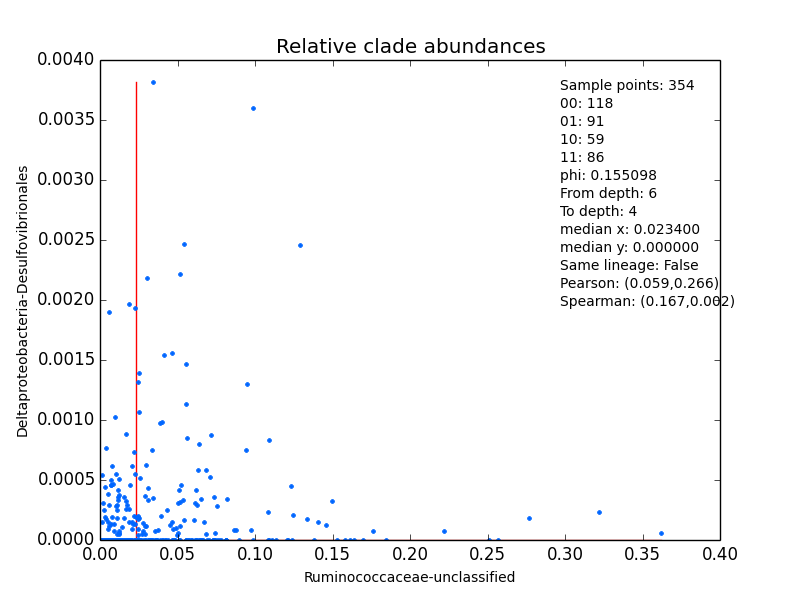 Relative clade abundances
0.0040
0.0035
0.0030
0.0025
0.0020
0.0015
0.0010
0.0005
0.0000
Deltaproteobacteria-Desulfovibrionales
Sample points: 354
00: 118
01: 91
10: 59
11: 86
phi: 0.155098
From depth: 6
To depth: 4
median x: 0.023400
median y: 0.000000
Same lineage: False
Pearson: (0.059,0.266)
Spearman: (0.167,0.002)
0.00 0.05 0.10 0.15 0.20 0.25 0.30 0.35 0.40
Ruminococcaceae-unclassified